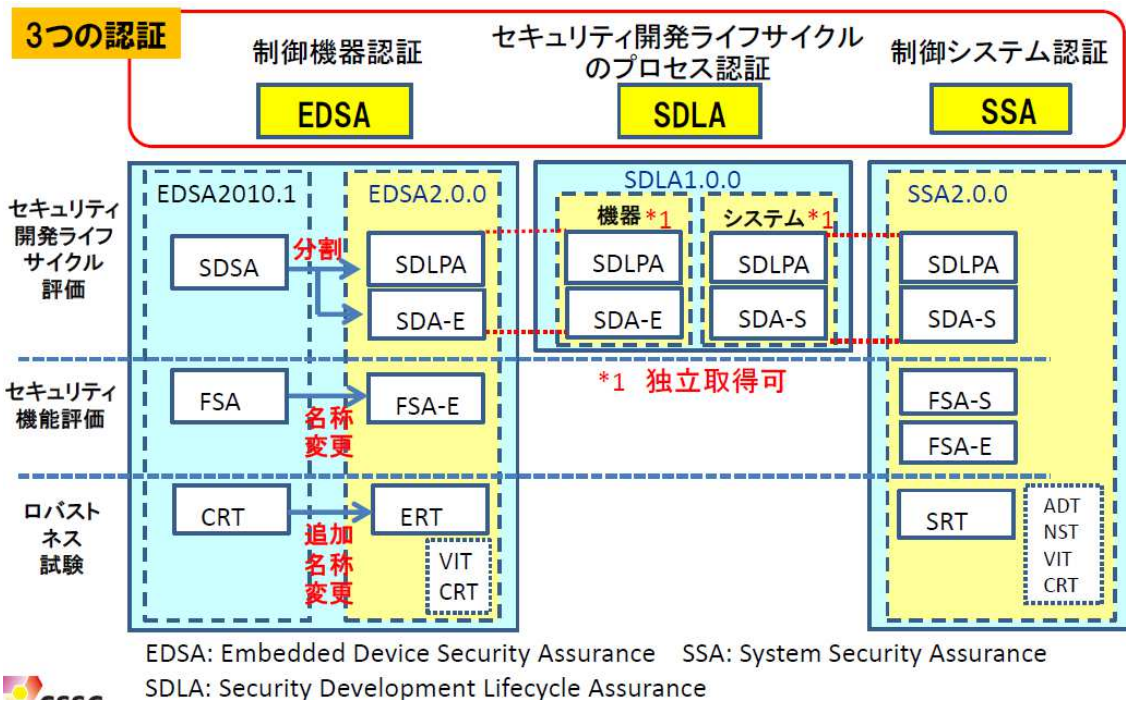 3つの認証
制御機器認証
セキュリティ開発ライフサイクル
のプロセス認証
制御システム認証
EDSA
SDLA
SSA
セキュリティ
開発ライフ
サイクル
評価
EDSA2010.1
EDSA2.0.0
SDLA1.0.0
SSA2.0.0
機器*1
システム*1
SDSA
分割
SDLPA
SDA-E
SDLPA
SDA-E
SDLPA
SDA-S
SDLPA
SDA-S
*1 独立取得可
セキュリティ
機能評価
FSA
名称
変更
FSA-E
FSA-S
FSA-E
ロバスト
ネス
試験
CRT
追加
名称
変更
ERT
VIT
CRT
SRT
ADT
NST
VIT
CRT
EDSA: Embedded Device Security Assurance SSA: System Security Assurance
SDLA: Security Development Lifecycle Assurance